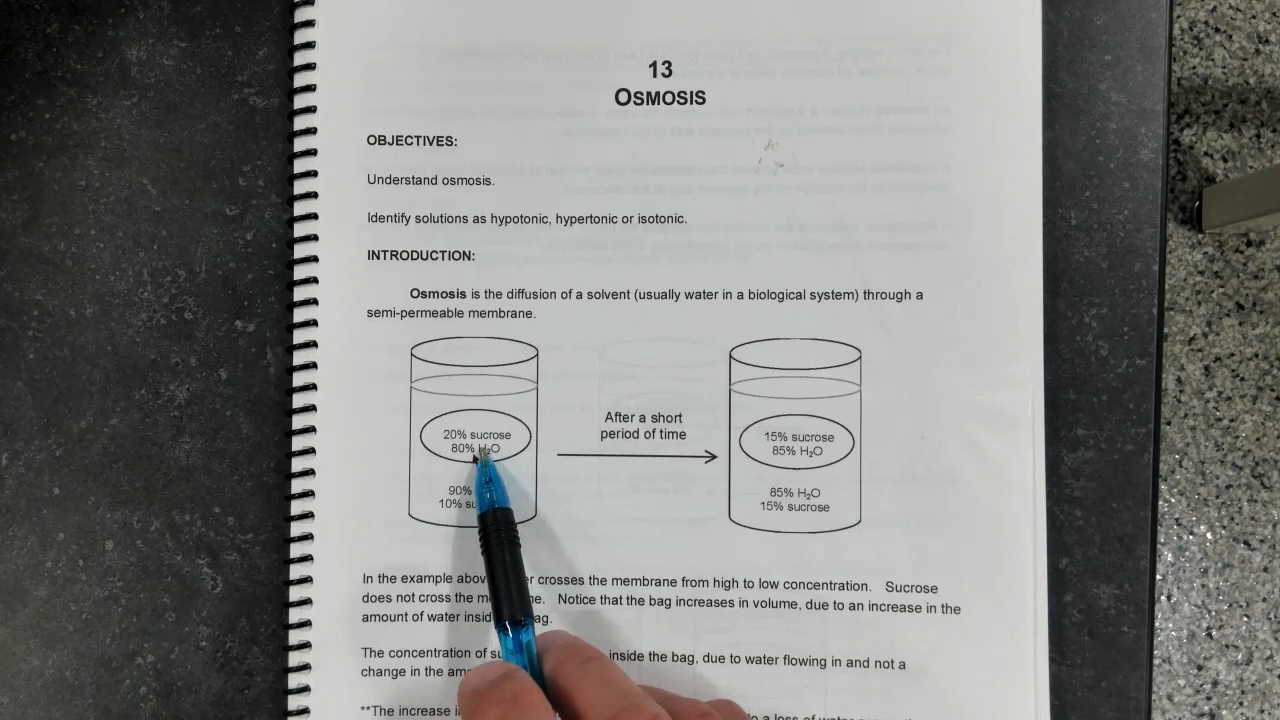 13
OSMOSIS
OBJECTIVES:
Understand osmosis.
Identify solutions as hypotonic, hypertonic or isotonic.
INTRODUCTION:
Osmosis is the diffusion of a solvent (usually water in a biological system) through a
semi-permeable membrane.
20% sucrose
80% H₂O
90%
10%
After a short
period of time
15% sucrose
85% H₂O
85% H₂O
15% sucrose
In the example crosses the membrane from high to low concentration. Sucrose
does not cross the Notice that the bag increases in volume, due to an increase in the
amount of water
The concentration of inside the bag, due to water flowing in and not a
change in the
**The increase a loss of